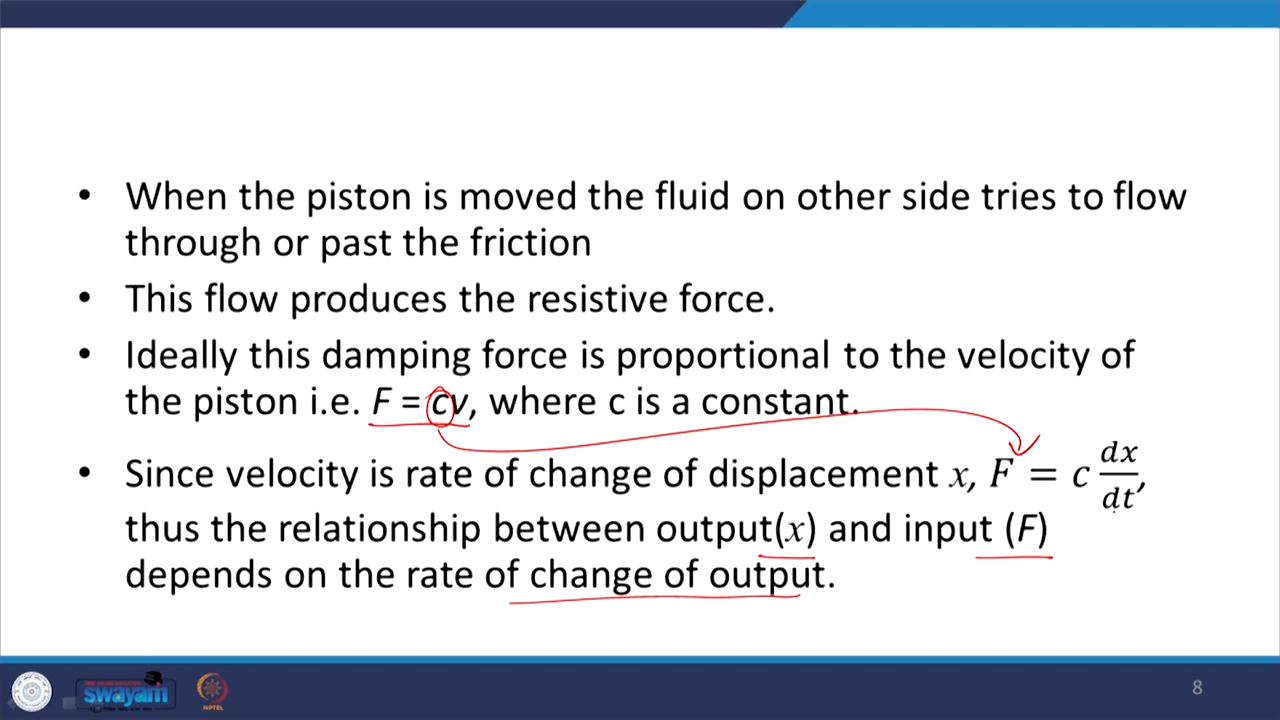 • When the piston is moved the fluid on other side tries to flow
through or past the friction
• This flow produces the resistive force.
• Ideally this damping force is proportional to the velocity of
the piston i.e. F = cv, where c is a constant.
• Since velocity is rate of change of displacement x, F = c dx/dt,
thus the relationship between output(x) and input (F)
depends on the rate of change of output.
swayam
NPTEL
8